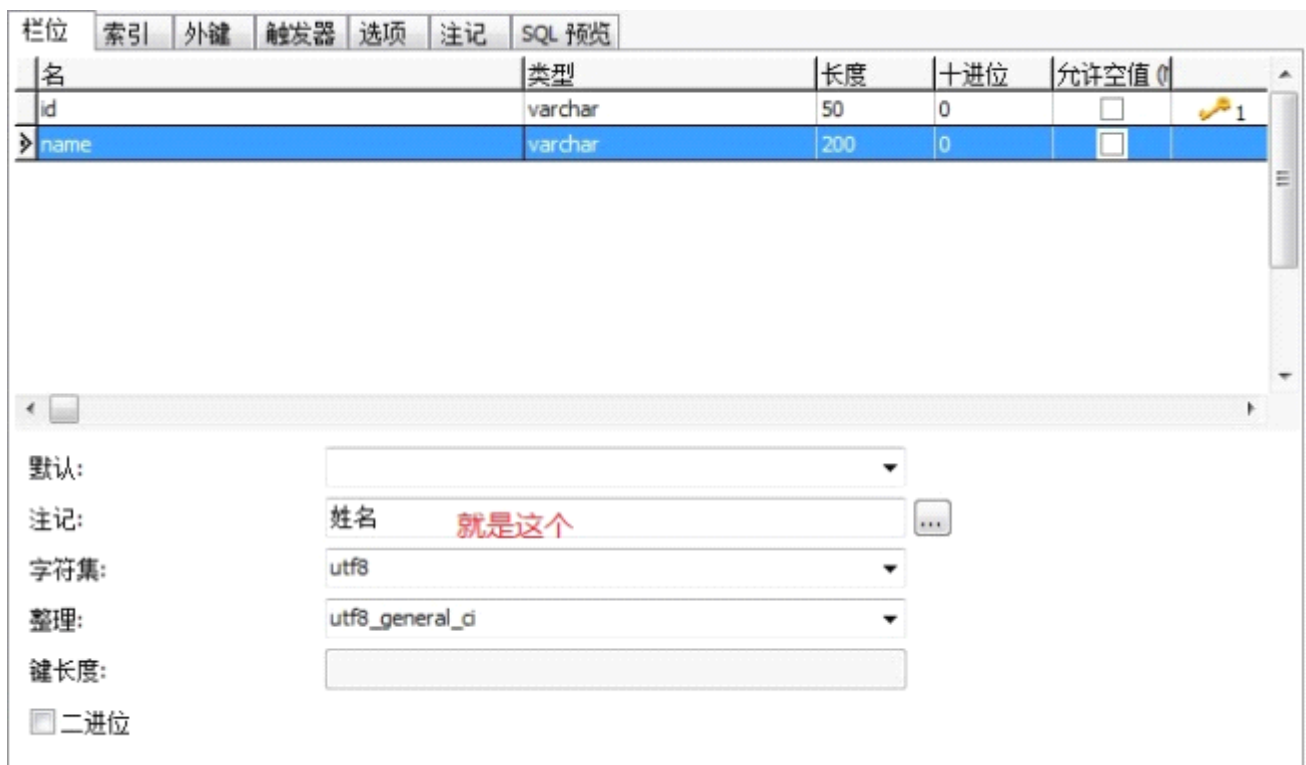 栏位 索引 外键 触发器 选项 注记 SQL 预览
名 类型 长度 十进位 允许空值
id varchar 50 0 1
name varchar 200 0
默认:
注记: 姓名 就是这个 ...
字符集: utf8
整理: utf8_general_ci
键长度:
二进位